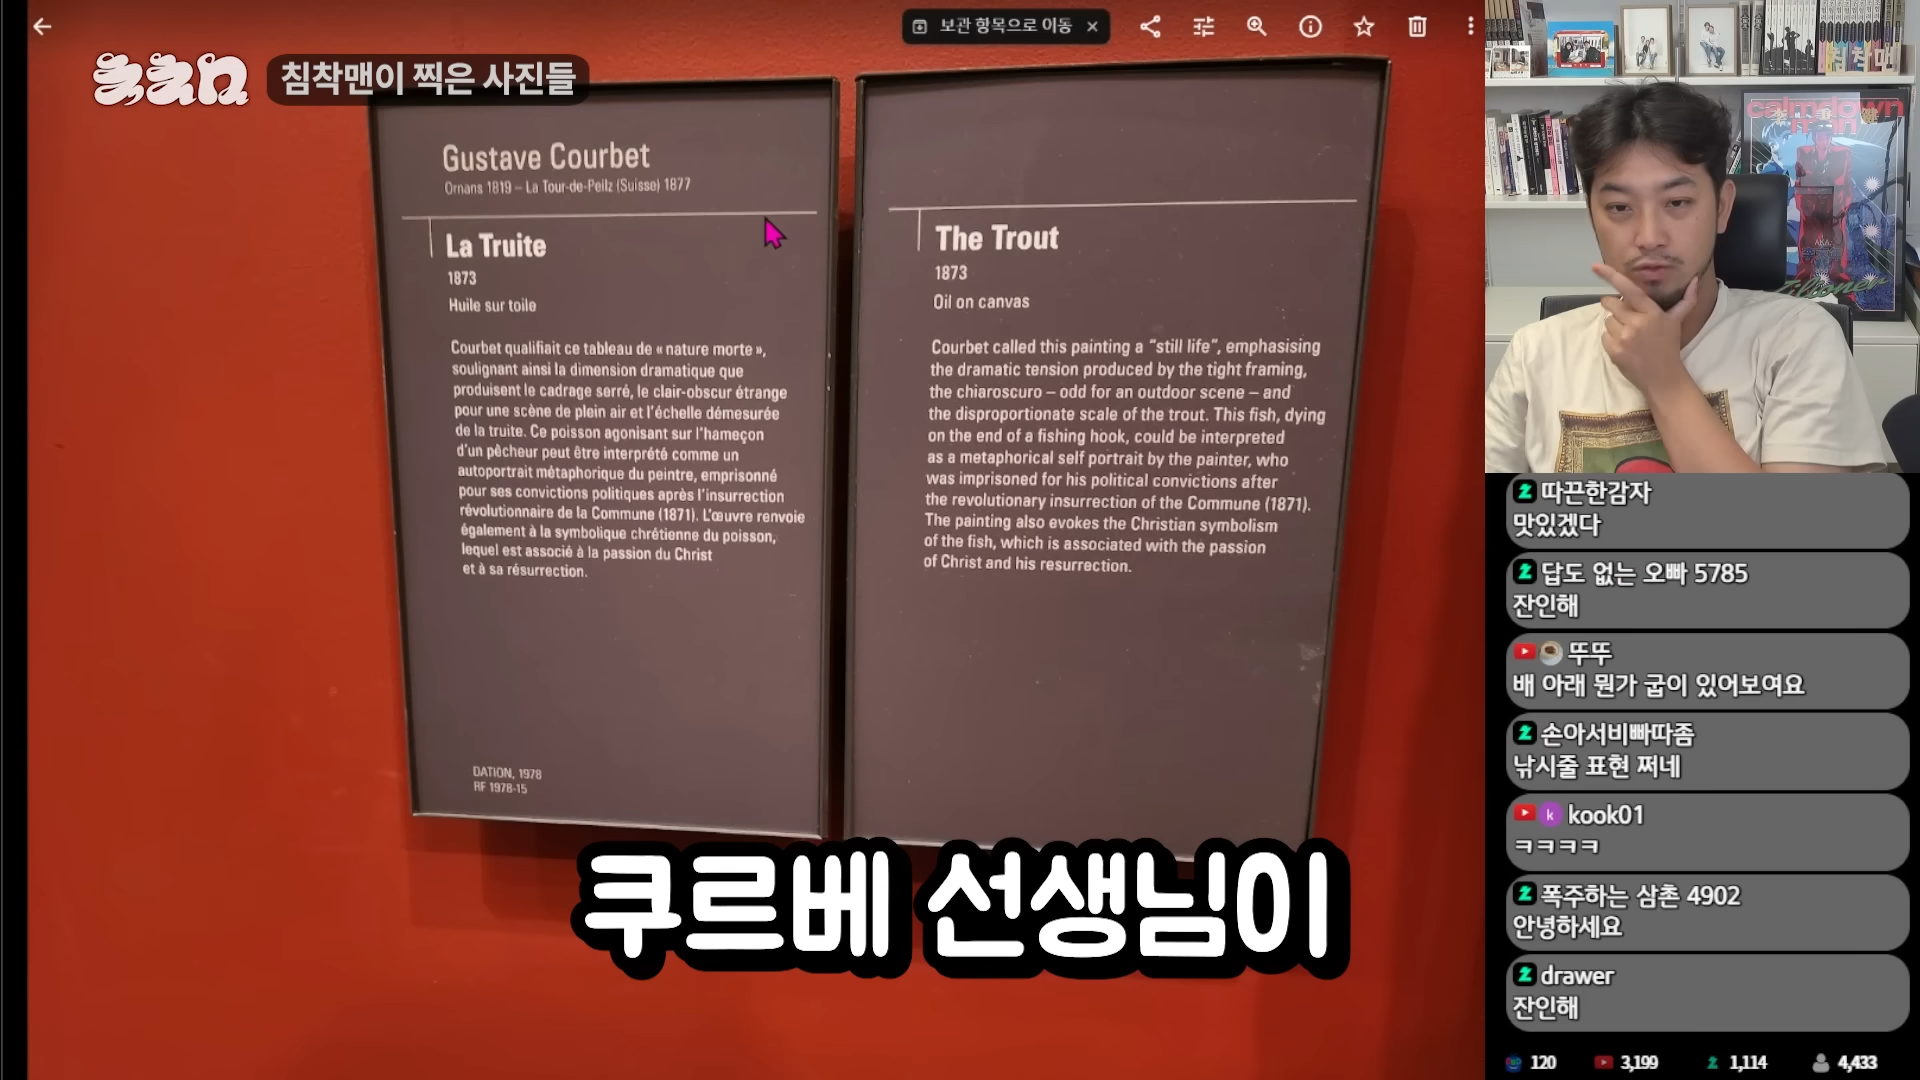 보관 항목으로 이동
침착맨이 찍은 사진들
Gustave Courbet
Ornans 1819 – La Tour-de-Peilz (Suisse) 1877
La Truite
1873
Huile sur toile
Courbet qualifiait ce tableau de « nature morte »,
soulignant ainsi la dimension dramatique que
produisent le cadrage serré, le clair-obscur étrange
pour une scène de plein air et l'échelle démesurée
de la truite. Ce poisson agonisant sur l'hameçon
d'un pêcheur peut être interprété comme un
autoportrait métaphorique du peintre, emprisonné
pour ses convictions politiques après l'insurrection
révolutionnaire de la Commune (1871). L'œuvre renvoie
également à la symbolique chrétienne du poisson,
lequel est associé à la passion du Christ
et à sa résurrection.
DATION, 1978
RF 1978-15
The Trout
1873
Oil on canvas
Courbet called this painting a "still life", emphasising
the dramatic tension produced by the tight framing,
the chiaroscuro – odd for an outdoor scene – and
the disproportionate scale of the trout. This fish, dying
on the end of a fishing hook, could be interpreted
as a metaphorical self portrait by the painter, who
was imprisoned for his political convictions after
the revolutionary insurrection of the Commune (1871).
The painting also evokes the Christian symbolism
of the fish, which is associated with the passion
of Christ and his resurrection.
쿠르베 선생님이
calmdown
man
따끈한감자
맛있겠다
답도 없는 오빠 5785
잔인해
뚜뚜
배 아래 뭔가 굽이 있어보여요
손아서비빠따좀
낚시줄 표현 쩌네
k kook01
ㅋㅋㅋㅋ
폭주하는 삼촌 4902
안녕하세요
drawer
잔인해
120
3,199
1,114
4,433